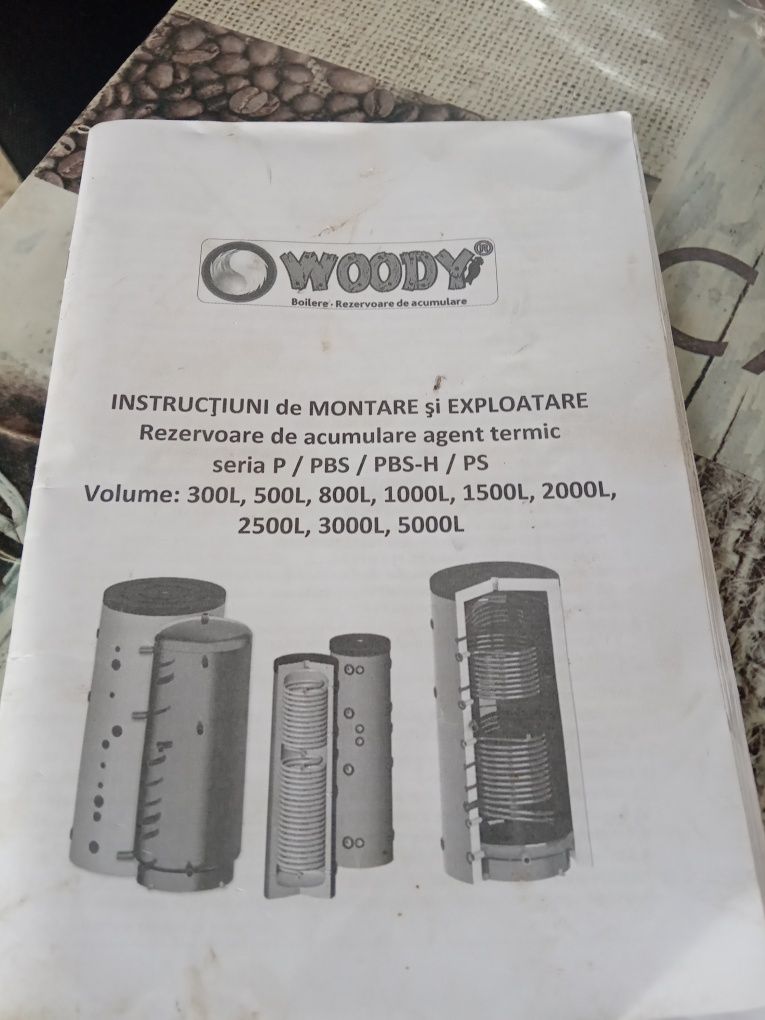 WOODY®
Boilere · Rezervoare de acumulare
INSTRUCŢIUNI de MONTARE şi EXPLOATARE
Rezervoare de acumulare agent termic
seria P / PBS / PBS-H / PS
Volume: 300L, 500L, 800L, 1000L, 1500L, 2000L,
2500L, 3000L, 5000L